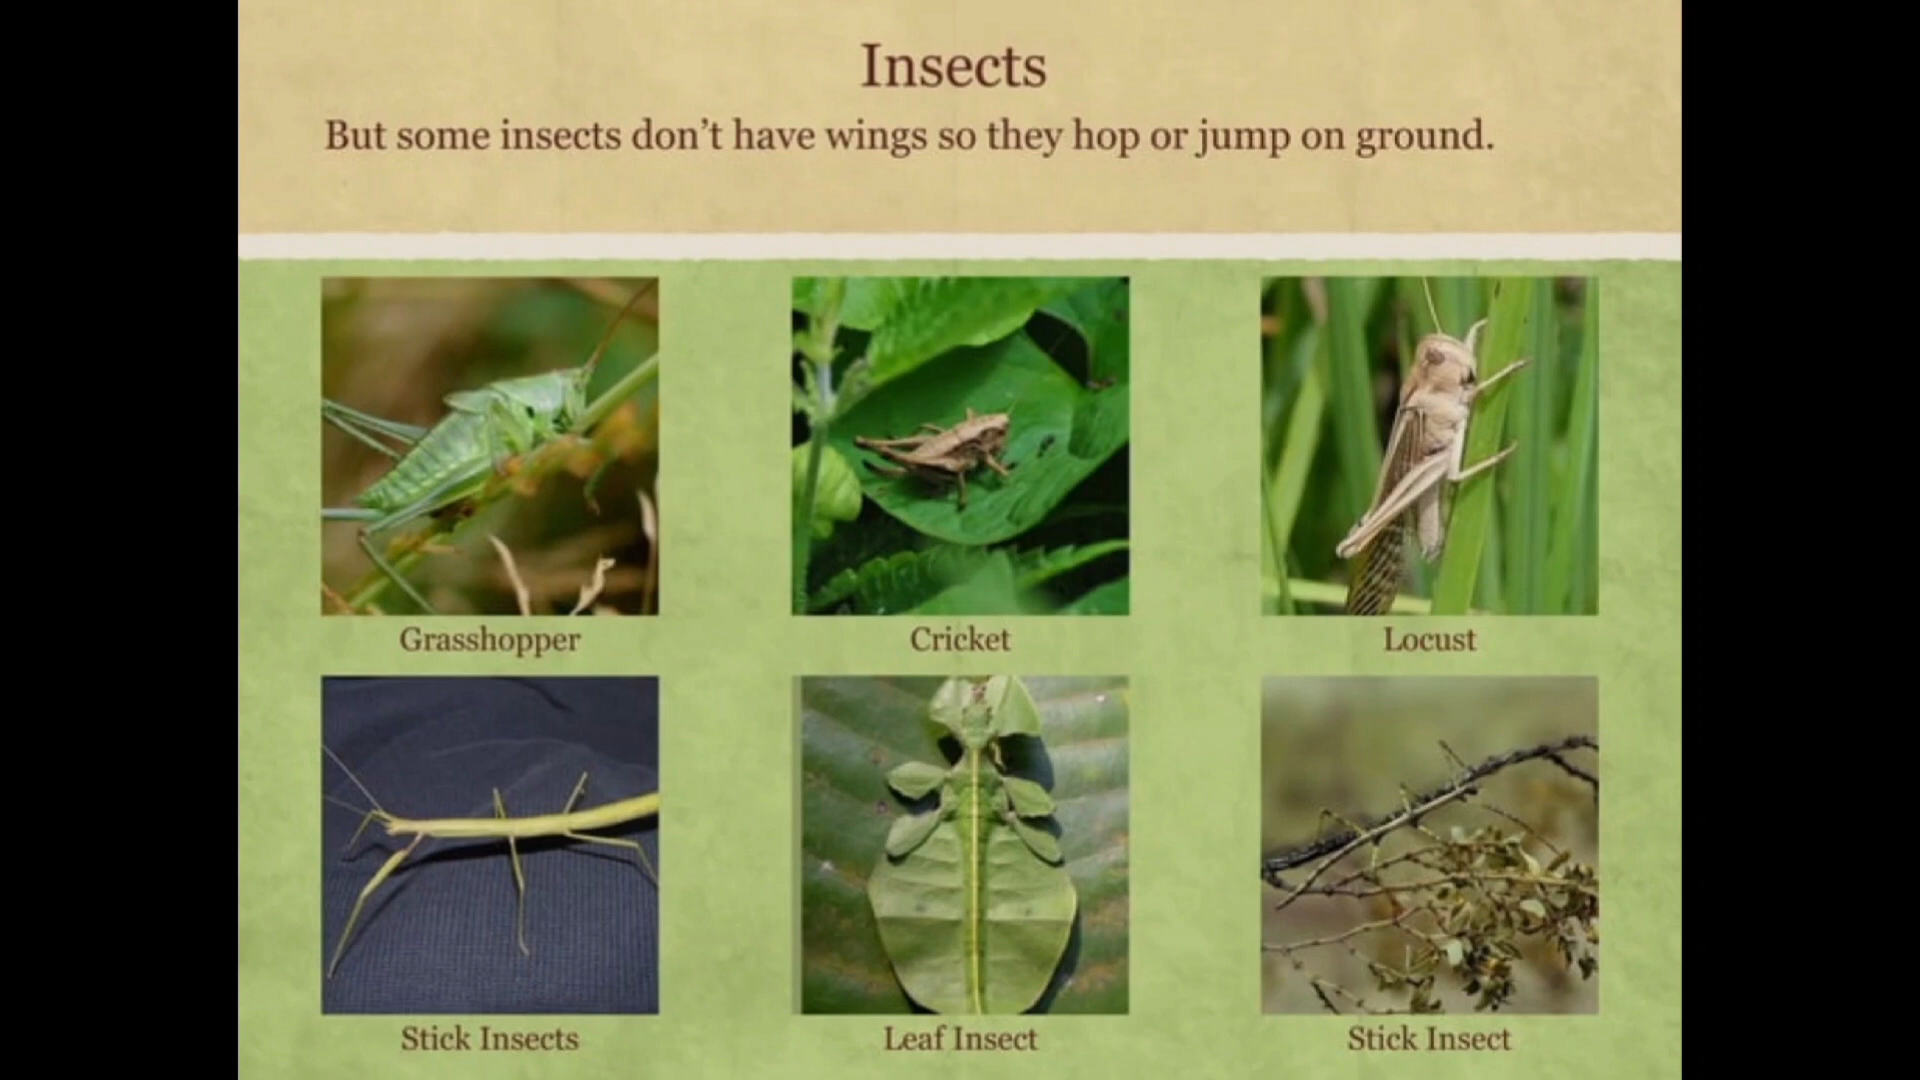 Insects
But some insects don’t have wings so they hop or jump on ground.
Grasshopper
Cricket
Locust
Stick Insects
Leaf Insect
Stick Insect